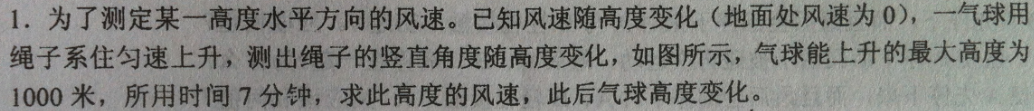 1. 为了测定某一高度水平方向的风速。已知风速随高度变化（地面处风速为 0），一气球用
绳子系住匀速上升，测出绳子的竖直角度随高度变化，如图所示，气球能上升的最大高度为
1000 米，所用时间 7 分钟，求此高度的风速，此后气球高度变化。